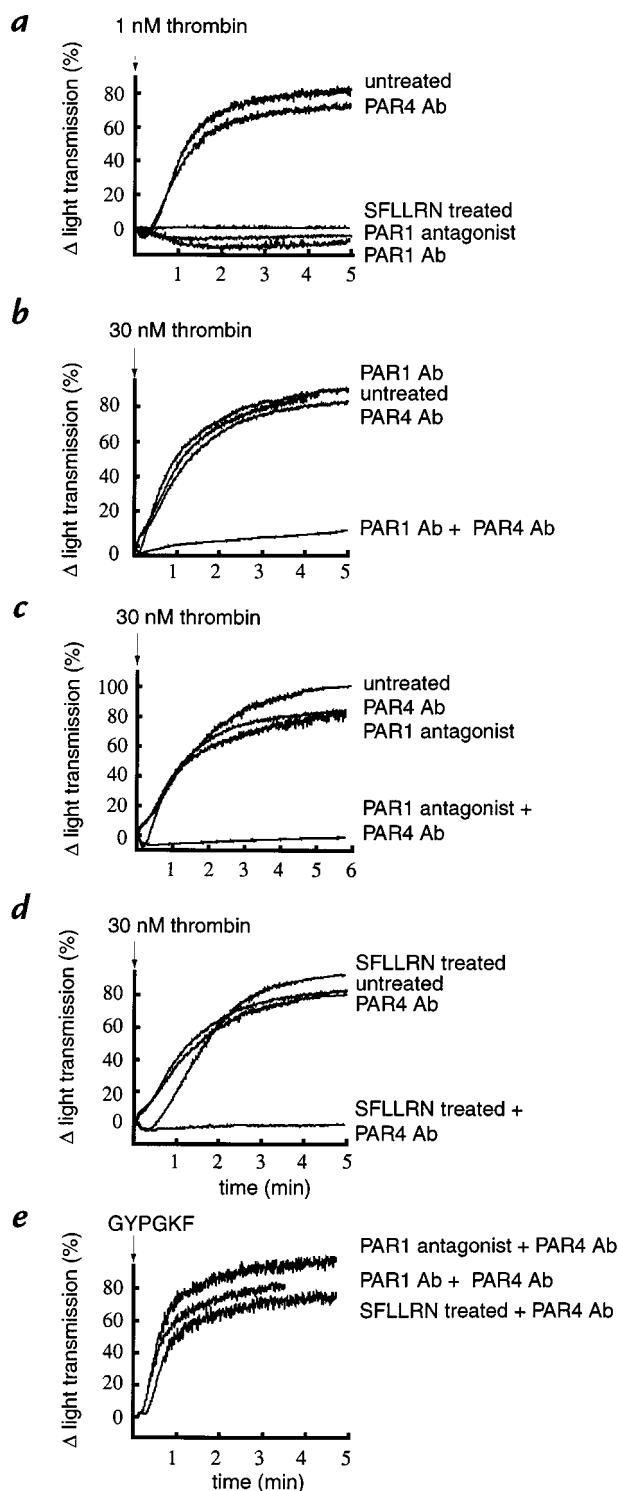 a
1 nM thrombin
Δ light transmission (%)
80
60
40
20
0
untreated
PAR4 Ab
SFLLRN treated
PAR1 antagonist
PAR1 Ab
1 2 3 4 5
b
30 nM thrombin
Δ light transmission (%)
80
60
40
20
0
PAR1 Ab
untreated
PAR4 Ab
PAR1 Ab + PAR4 Ab
1 2 3 4 5
c
30 nM thrombin
Δ light transmission (%)
100
80
60
40
20
0
untreated
PAR4 Ab
PAR1 antagonist
PAR1 antagonist +
PAR4 Ab
1 2 3 4 5 6
d
30 nM thrombin
Δ light transmission (%)
80
60
40
20
0
SFLLRN treated
untreated
PAR4 Ab
SFLLRN treated +
PAR4 Ab
1 2 3 4 5
time (min)
e
GYPGKF
Δ light transmission (%)
80
60
40
20
0
PAR1 antagonist + PAR4 Ab
PAR1 Ab + PAR4 Ab
SFLLRN treated + PAR4 Ab
1 2 3 4 5
time (min)